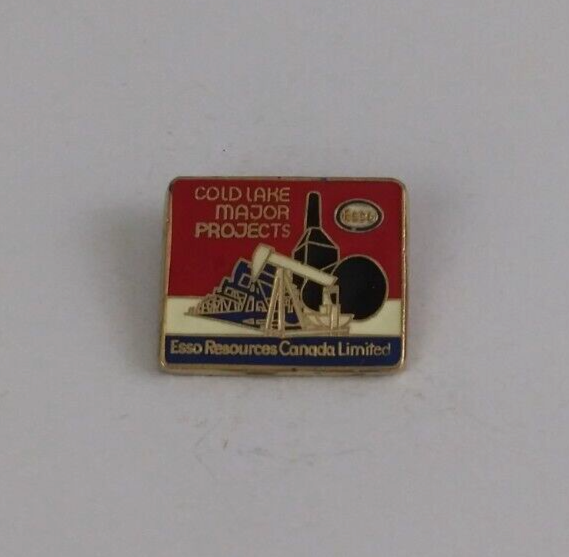 COLD LAKE
MAJOR
PROJECTS
Esso
Esso Resources Canada Limited